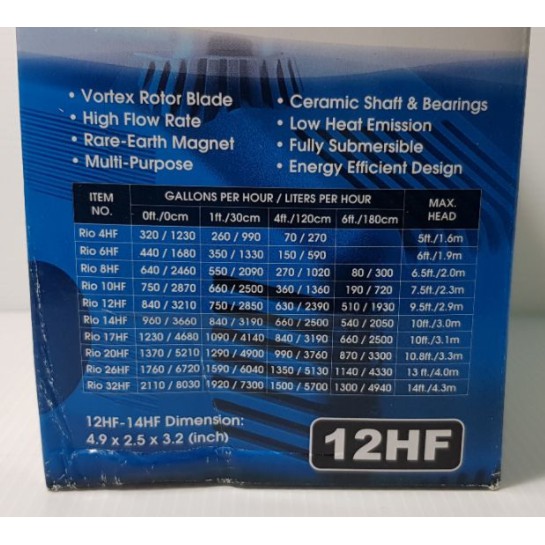 • Vortex Rotor Blade
• High Flow Rate
• Rare-Earth Magnet
• Multi-Purpose
• Ceramic Shaft & Bearings
• Low Heat Emission
• Fully Submersible
• Energy Efficient Design
ITEM NO. GALLONS PER HOUR / LITERS PER HOUR MAX. HEAD
0ft./0cm 1ft./30cm 4ft./120cm 6ft./180cm
Rio 4HF 320 / 1230 260 / 990 70 / 270 5ft./1.6m
Rio 6HF 440 / 1680 350 / 1330 150 / 590 6ft./1.9m
Rio 8HF 640 / 2460 550 / 2090 270 / 1020 80 / 300 6.5ft./2.0m
Rio 10HF 750 / 2870 660 / 2500 360 / 1360 190 / 720 7.5ft./2.3m
Rio 12HF 840 / 3210 750 / 2850 630 / 2390 510 / 1930 9.5ft./2.9m
Rio 14HF 960 / 3660 840 / 3190 660 / 2500 540 / 2050 10ft./3.0m
Rio 17HF 1230 / 4680 1090 / 4140 840 / 3190 660 / 2500 10ft./3.1m
Rio 20HF 1370 / 5210 1290 / 4900 990 / 3760 870 / 3300 10.8ft./3.3m
Rio 26HF 1760 / 6720 1590 / 6040 1350 / 5130 1140 / 4330 13 ft./4.0m
Rio 32HF 2110 / 8030 1920 / 7300 1500 / 5700 1300 / 4940 14ft./4.3m
12HF-14HF Dimension:
4.9 x 2.5 x 3.2 (inch)
12HF